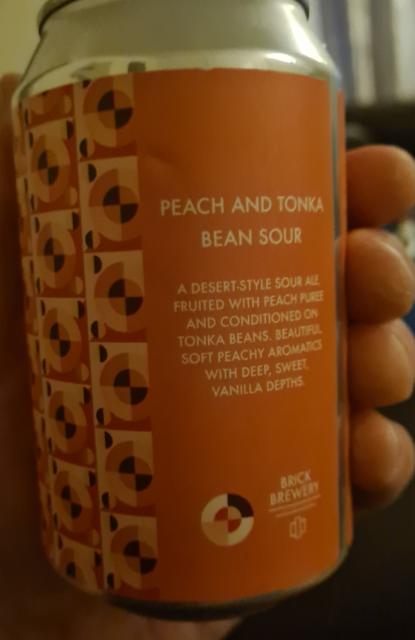 PEACH AND TONKA
BEAN SOUR
A DESERT-STYLE SOUR ALE,
FRUITED WITH PEACH PUREE
AND CONDITIONED ON
TONKA BEANS. BEAUTIFUL
SOFT PEACHY AROMATICS
WITH DEEP, SWEET,
VANILLA DEPTHS.
BRICK
BREWERY